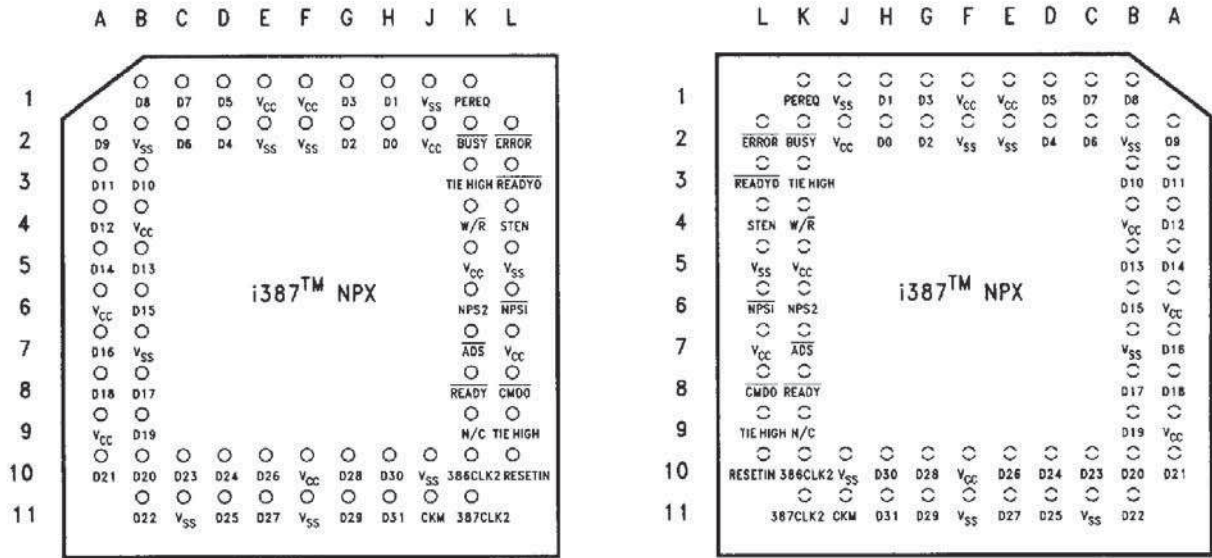 A B C D E F G H J K L
1
D8 D7 D5 VCC VCC D3 D1 VSS PEREQ
2
D9 VSS D6 D4 VSS VSS D2 D0 VCC BUSY ERROR
3
D11 D10 TIE HIGH READYO
4
D12 VCC W/R STEN
5
D14 D13 VCC VSS
i387TM NPX
6
VCC D15 NPS2 NPS1
7
D16 VSS ADS VCC
8
D18 D17 READY CMD0
9
VCC D19 N/C TIE HIGH
10
D21 D20 D23 D24 D26 VCC D28 D30 VSS 386CLK2 RESETIN
11
D22 VSS D25 D27 VSS D29 D31 CKM 387CLK2
L K J H G F E D C B A
1
PEREQ VSS D1 D3 VCC VCC D5 D7 D8
2
ERROR BUSY VCC D0 D2 VSS VSS D4 D6 VSS D9
3
READYO TIE HIGH D10 D11
4
STEN W/R VCC D12
5
VSS VCC D13 D14
i387TM NPX
6
NPS1 NPS2 D15 VCC
7
VCC ADS VSS D16
8
CMD0 READY D17 D18
9
TIE HIGH N/C D19 VCC
10
RESETIN 386CLK2 VSS D30 D28 VCC D26 D24 D23 D20 D21
11
387CLK2 CKM D31 D29 VSS D27 D25 VSS D22